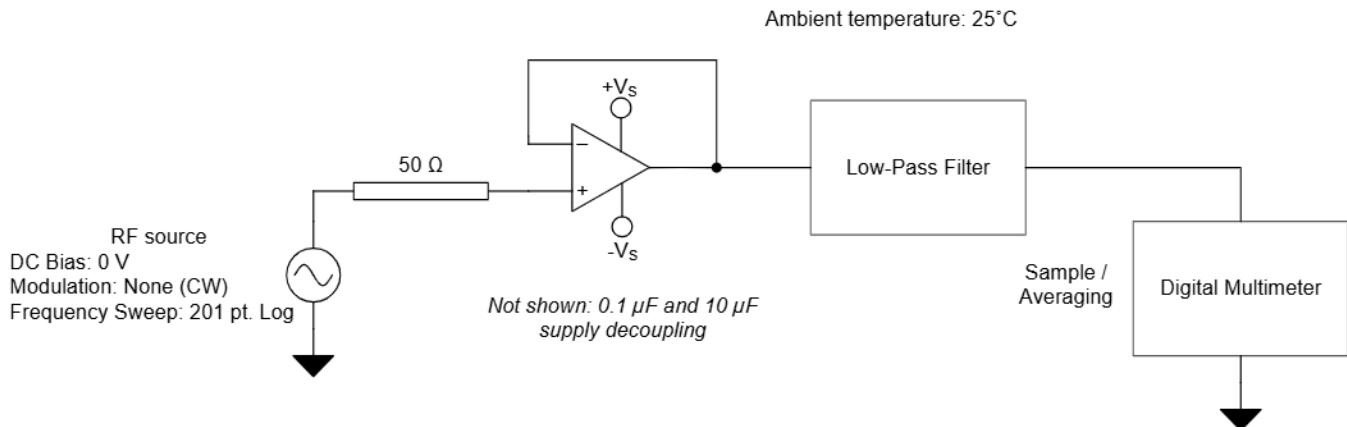 Ambient temperature: 25˚C
+VS
50 Ω
−
+
-VS
RF source
DC Bias: 0 V
Modulation: None (CW)
Frequency Sweep: 201 pt. Log
Not shown: 0.1 µF and 10 µF
supply decoupling
Low-Pass Filter
Sample /
Averaging
Digital Multimeter